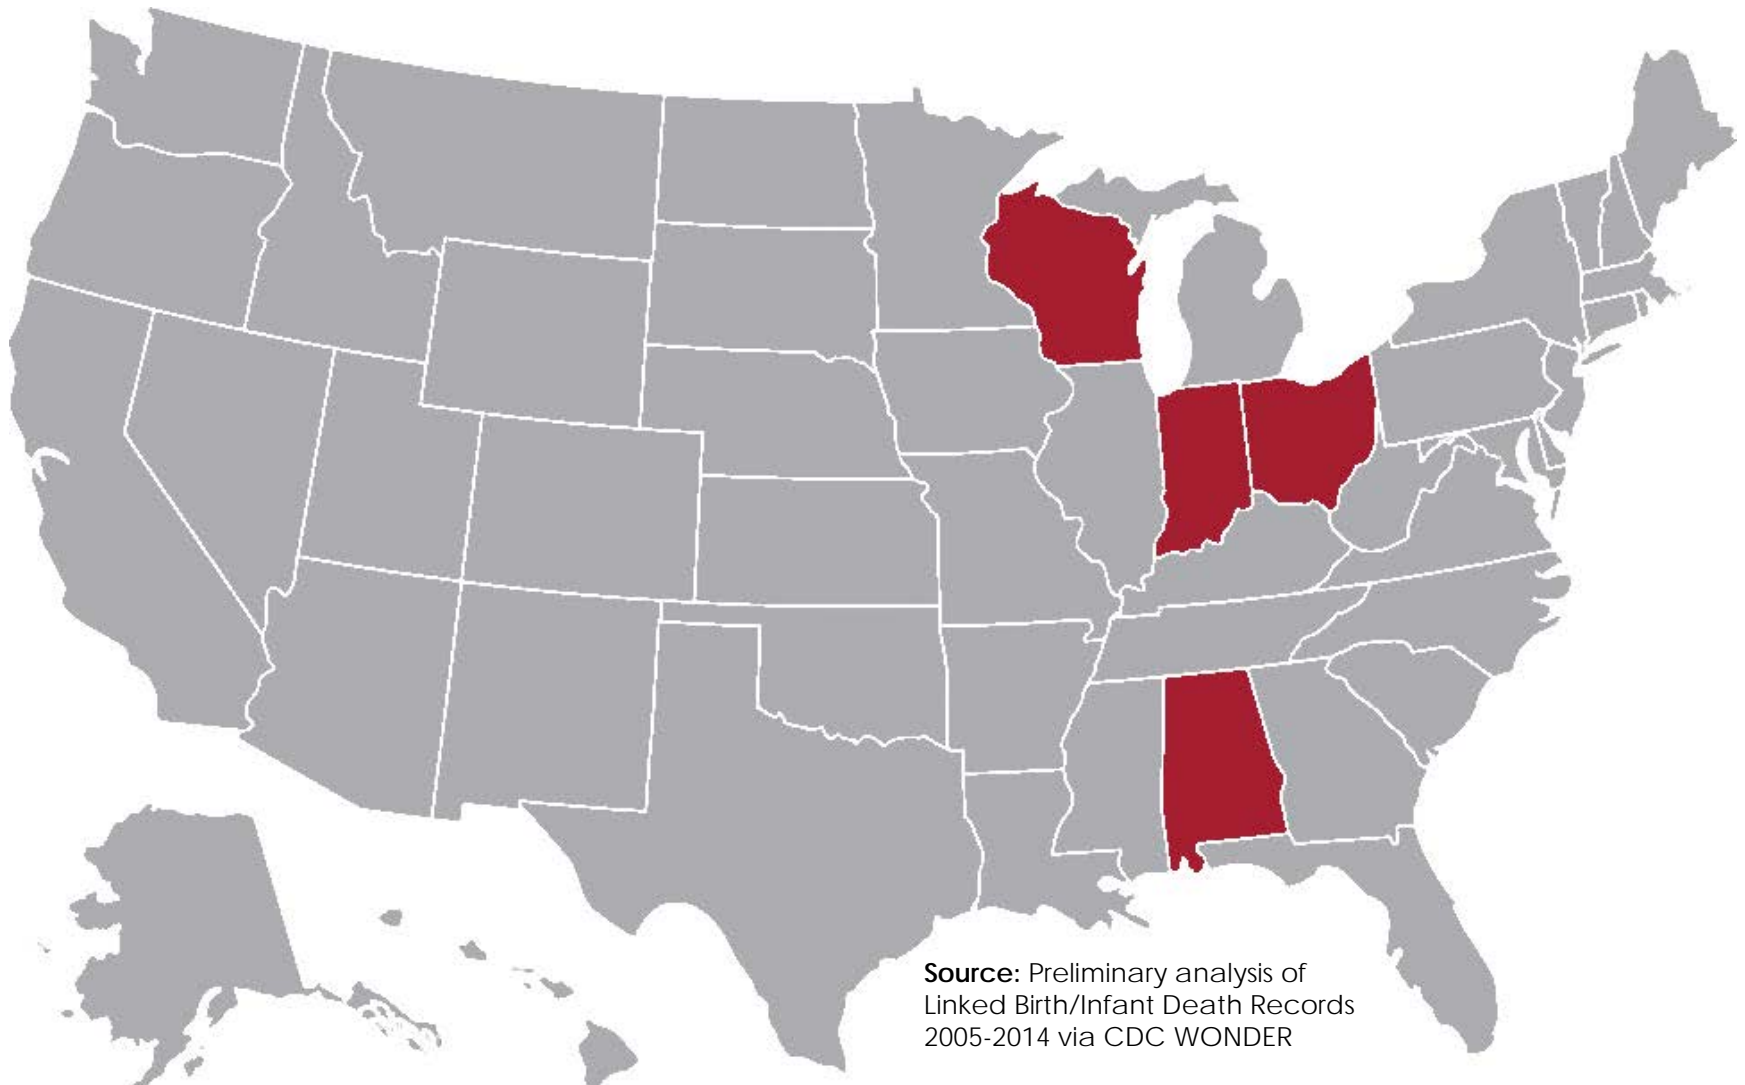 Source: Preliminary analysis of
Linked Birth/Infant Death Records
2005-2014 via CDC WONDER